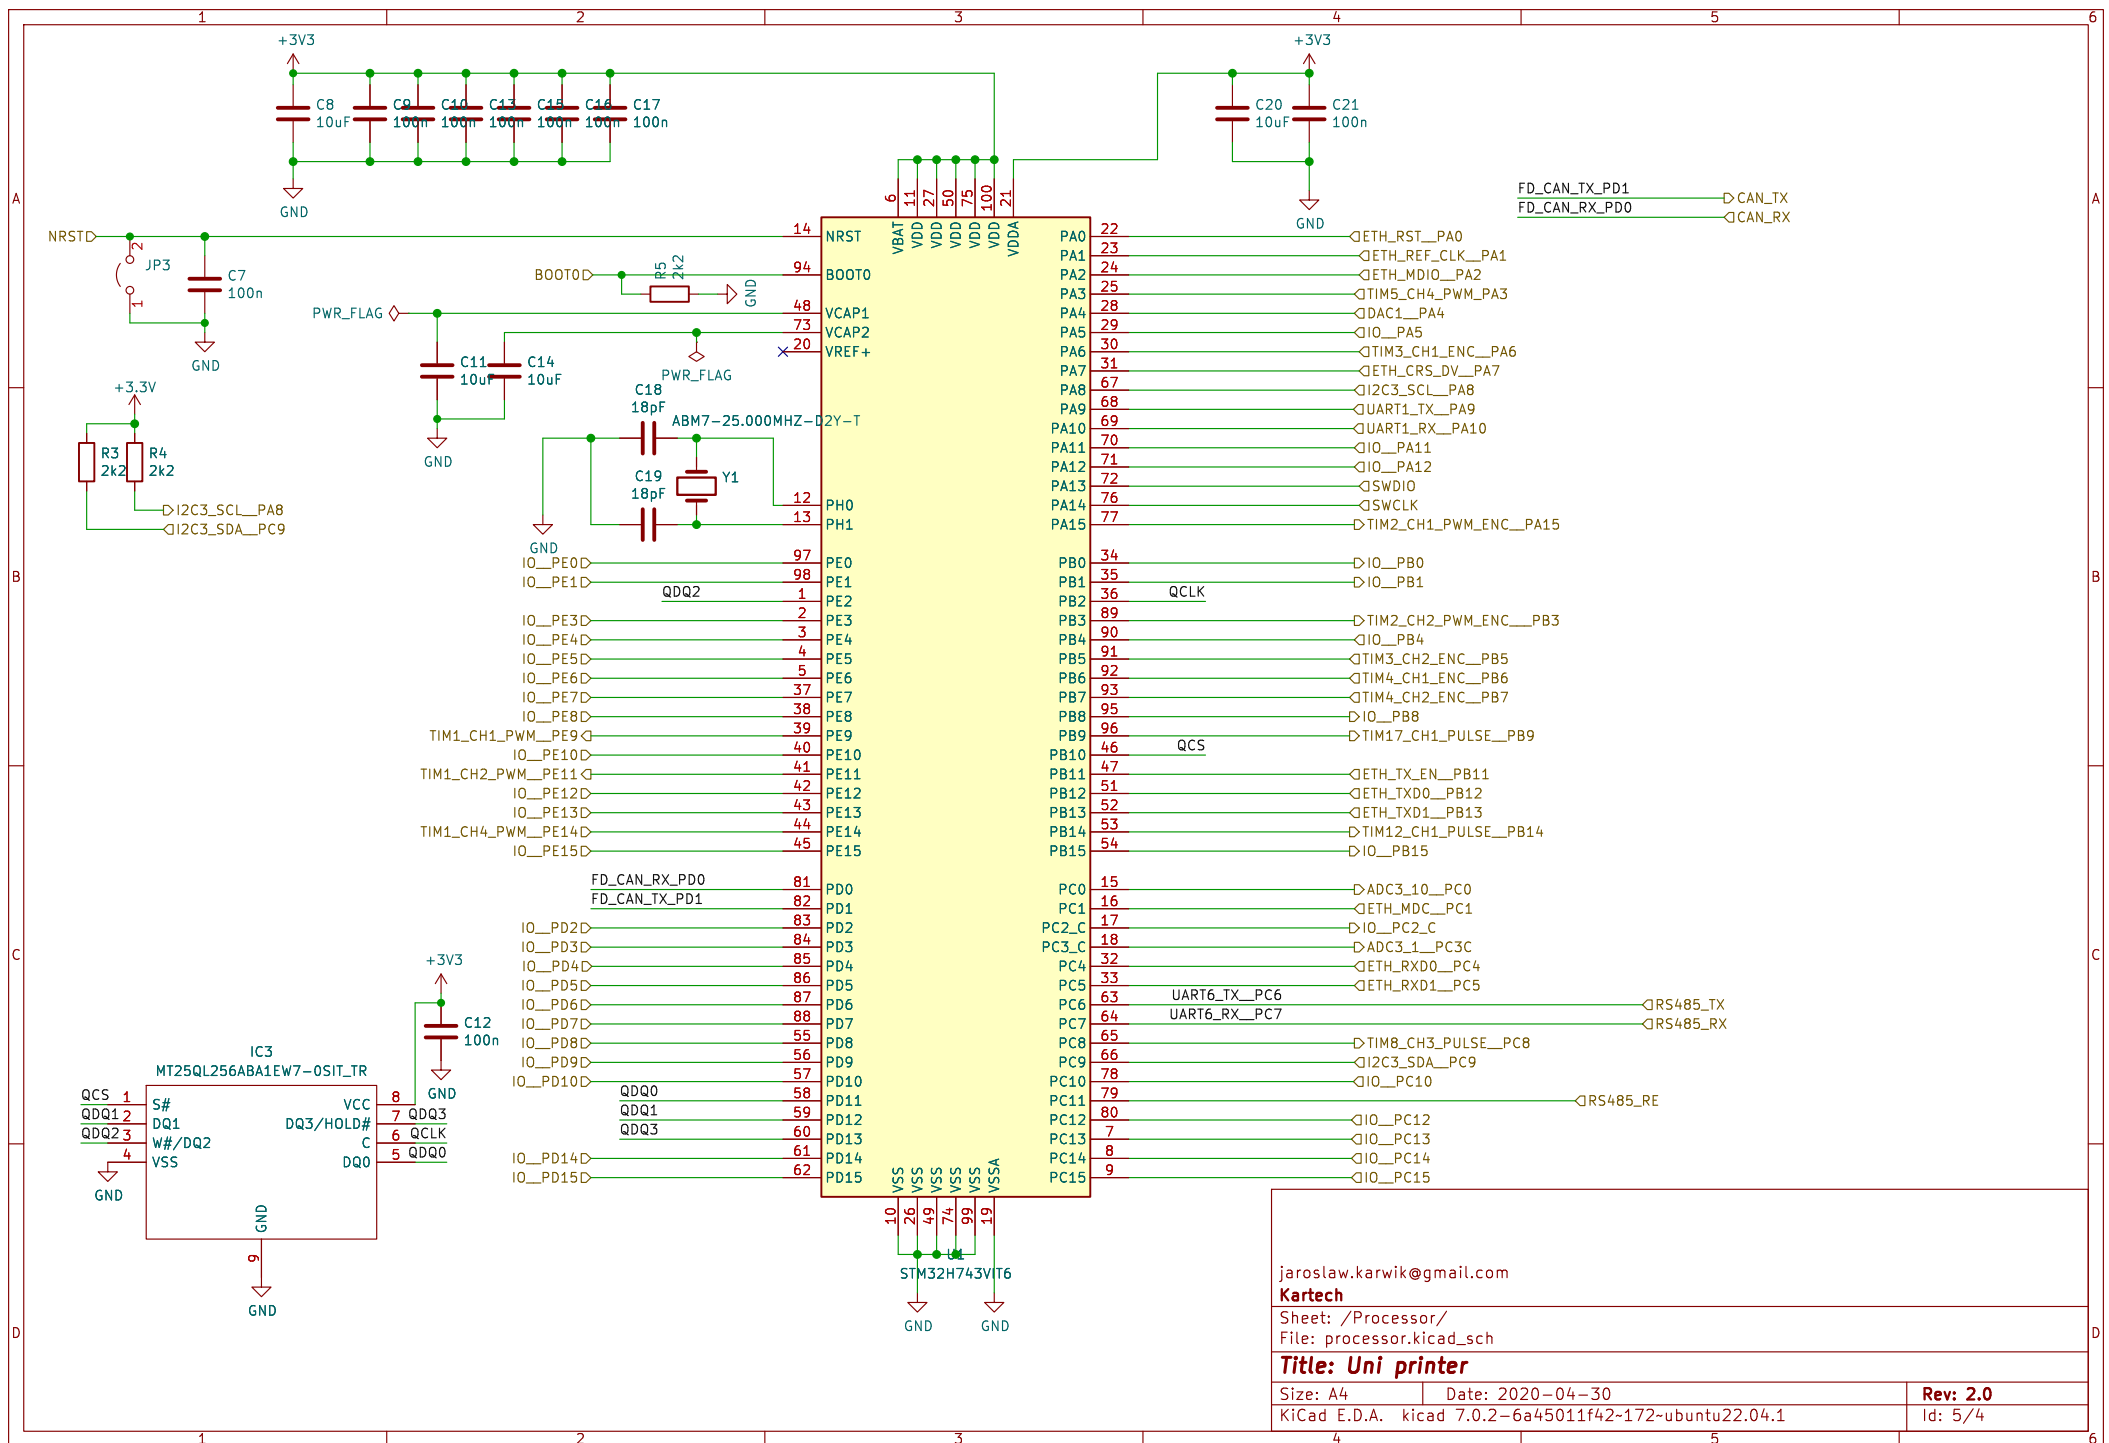 1 2 3 4 5 6
+3V3
C8 10uF
C9 100n
C10 100n
C13 100n
C15 100n
C16 100n
C17 100n
GND
+3V3
C20 10uF
C21 100n
GND
FD_CAN_TX_PD1 CAN_TX
FD_CAN_RX_PD0 CAN_RX
A A
NRST
JP3 2 1
C7 100n
GND
BOOT0
R5 2k2
GND
PWR_FLAG
C11 10uF
C14 10uF
PWR_FLAG
GND
+3.3V
R3 2k2
R4 2k2
I2C3_SCL__PA8
I2C3_SDA__PC9
C18 18pF
ABM7-25.000MHZ-D2Y-T
C19 18pF
Y1
GND
B B
6 VBAT
11 VDD
27 VDD
50 VDD
75 VDD
100 VDD
21 VDDA
14 NRST
94 BOOT0
48 VCAP1
73 VCAP2
20 VREF+
12 PH0
13 PH1
IO__PE0 97 PE0
IO__PE1 98 PE1
QDQ2 1 PE2
IO__PE3 2 PE3
IO__PE4 3 PE4
IO__PE5 4 PE5
IO__PE6 5 PE6
IO__PE7 37 PE7
IO__PE8 38 PE8
TIM1_CH1_PWM__PE9 39 PE9
IO__PE10 40 PE10
TIM1_CH2_PWM__PE11 41 PE11
IO__PE12 42 PE12
IO__PE13 43 PE13
TIM1_CH4_PWM__PE14 44 PE14
IO__PE15 45 PE15
FD_CAN_RX_PD0 81 PD0
FD_CAN_TX_PD1 82 PD1
IO__PD2 83 PD2
IO__PD3 84 PD3
IO__PD4 85 PD4
IO__PD5 86 PD5
IO__PD6 87 PD6
IO__PD7 88 PD7
IO__PD8 55 PD8
IO__PD9 56 PD9
IO__PD10 57 PD10
QDQ0 58 PD11
QDQ1 59 PD12
QDQ3 60 PD13
IO__PD14 61 PD14
IO__PD15 62 PD15
PA0 22 ETH_RST__PA0
PA1 23 ETH_REF_CLK__PA1
PA2 24 ETH_MDIO__PA2
PA3 25 TIM5_CH4_PWM_PA3
PA4 28 DAC1__PA4
PA5 29 IO__PA5
PA6 30 TIM3_CH1_ENC__PA6
PA7 31 ETH_CRS_DV__PA7
PA8 67 I2C3_SCL__PA8
PA9 68 UART1_TX__PA9
PA10 69 UART1_RX__PA10
PA11 70 IO__PA11
PA12 71 IO__PA12
PA13 72 SWDIO
PA14 76 SWCLK
PA15 77 TIM2_CH1_PWM_ENC__PA15
PB0 34 IO__PB0
PB1 35 IO__PB1
PB2 36 QCLK
PB3 89 TIM2_CH2_PWM_ENC___PB3
PB4 90 IO__PB4
PB5 91 TIM3_CH2_ENC__PB5
PB6 92 TIM4_CH1_ENC__PB6
PB7 93 TIM4_CH2_ENC__PB7
PB8 95 IO__PB8
PB9 96 TIM17_CH1_PULSE__PB9
PB10 46 QCS
PB11 47 ETH_TX_EN__PB11
PB12 51 ETH_TXD0__PB12
PB13 52 ETH_TXD1__PB13
PB14 53 TIM12_CH1_PULSE__PB14
PB15 54 IO__PB15
PC0 15 ADC3_10__PC0
PC1 16 ETH_MDC__PC1
PC2_C 17 IO__PC2_C
PC3_C 18 ADC3_1__PC3C
PC4 32 ETH_RXD0__PC4
PC5 33 ETH_RXD1__PC5
PC6 63 UART6_TX__PC6 RS485_TX
PC7 64 UART6_RX__PC7 RS485_RX
PC8 65 TIM8_CH3_PULSE__PC8
PC9 66 I2C3_SDA__PC9
PC10 78 IO__PC10
PC11 79 RS485_RE
PC12 80 IO__PC12
PC13 7 IO__PC13
PC14 8 IO__PC14
PC15 9 IO__PC15
VSS 10
VSS 26
VSS 49
VSS 74
VSS 99
VSSA 19
U1
STM32H743VIT6
GND GND
C C
+3V3
C12 100n
GND
IC3
MT25QL256ABA1EW7-0SIT_TR
QCS 1 S#
QDQ1 2 DQ1
QDQ2 3 W#/DQ2
4 VSS
GND
VCC 8
DQ3/HOLD# 7 QDQ3
C 6 QCLK
DQ0 5 QDQ0
GND 9
GND
D D
jaroslaw.karwik@gmail.com
Kartech
Sheet: /Processor/
File: processor.kicad_sch
Title: Uni printer
Size: A4 Date: 2020-04-30 Rev: 2.0
KiCad E.D.A. kicad 7.0.2-6a45011f42~172~ubuntu22.04.1 Id: 5/4
1 2 3 4 5 6